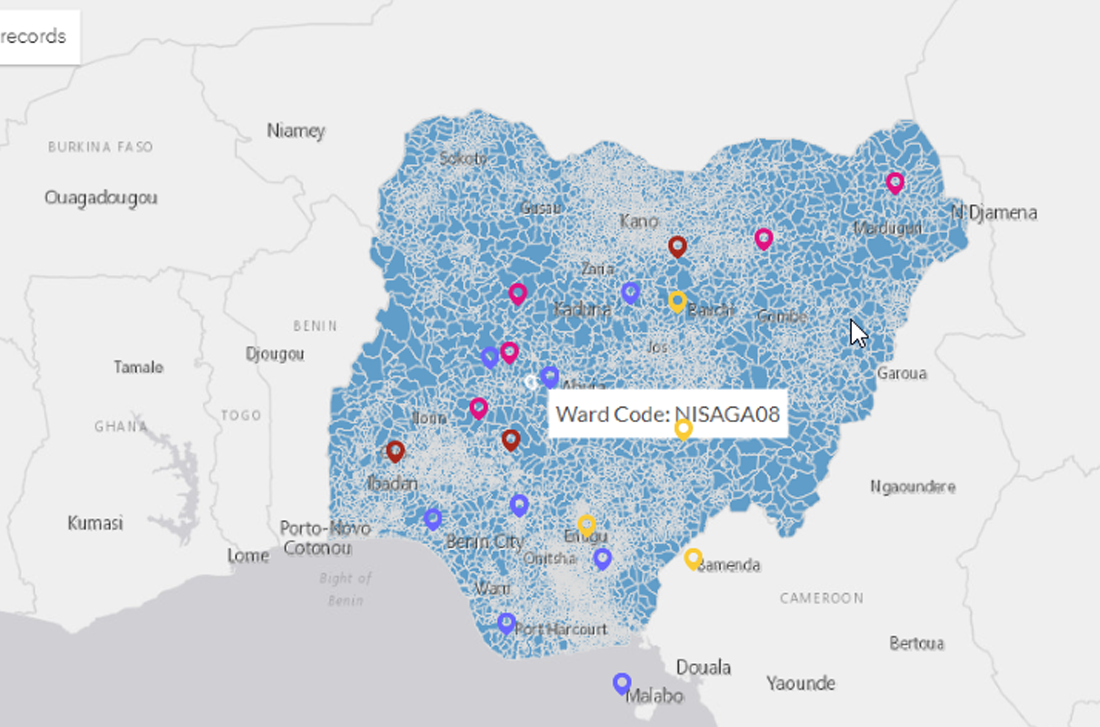 records
Niamey
BURKINA FASO
Sokoto
Ouagadougou
Gusau
Kano
N'Djamena
Maiduguri
Zaria
Kaduna
Bauchi
Gombe
BENIN
Jos
Djougou
Tamale
Garoua
Abuja
TOGO
Ilorin
Ward Code: NISAGA08
GHANA
Ibadan
Ngaoundere
Kumasi
Porto-Novo
Cotonou
Benin City
Enugu
Lome
Onitsha
Bamenda
Bight of
Benin
Warri
CAMEROON
Port Harcourt
Bertoua
Douala
Yaounde
Malabo